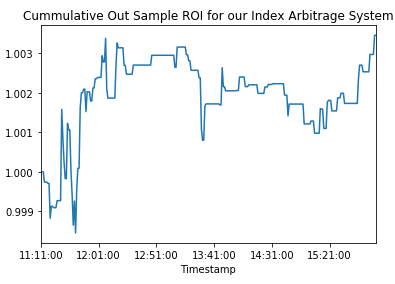 Cummulative Out Sample ROI for our Index Arbitrage System
1.003
1.002
1.001
1.000
0.999
11:11:00 12:01:00 12:51:00 13:41:00 14:31:00 15:21:00
Timestamp